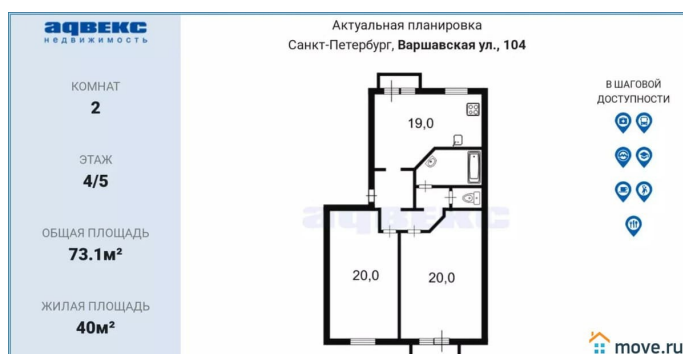 адвекс
недвижимость
КОМНАТ
2
ЭТАЖ
4/5
ОБЩАЯ ПЛОЩАДЬ
73.1м²
ЖИЛАЯ ПЛОЩАДЬ
40м²
Актуальная планировка
Санкт-Петербург, Варшавская ул., 104
19,0
адвекс
20,0
20,0
В ШАГОВОЙ
ДОСТУПНОСТИ
move.ru